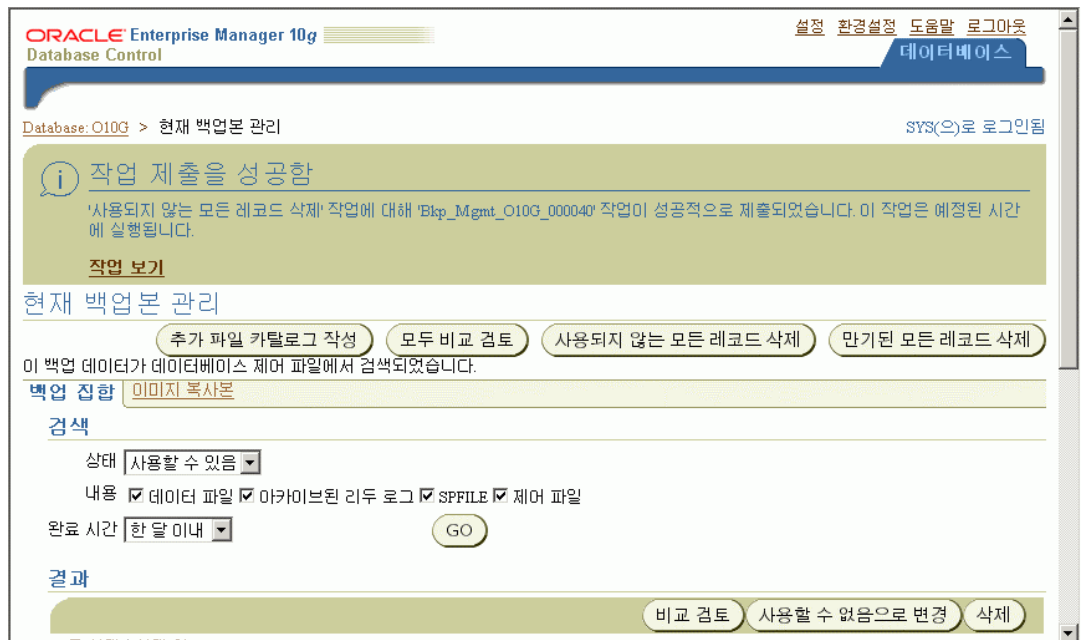 ORACLE Enterprise Manager 10g
Database Control
설정 환경설정 도움말 로그아웃
데이터베이스
Database: O10G > 현재 백업본 관리
SYS(으)로 로그인됨
작업 제출을 성공함
'사용되지 않는 모든 레코드 삭제' 작업에 대해 'Bkp_Mgmt_O10G_000040' 작업이 성공적으로 제출되었습니다. 이 작업은 예정된 시간
에 실행됩니다.
작업 보기
현재 백업본 관리
추가 파일 카탈로그 작성 모두 비교 검토 사용되지 않는 모든 레코드 삭제 만기된 모든 레코드 삭제
이 백업 데이터가 데이터베이스 제어 파일에서 검색되었습니다.
백업 집합 이미지 복사본
검색
상태 사용할 수 있음
내용 데이터 파일 아카이브된 리두 로그 SPFILE 제어 파일
완료 시간 한 달 이내 GO
결과
비교 검토 사용할 수 없음으로 변경 삭제